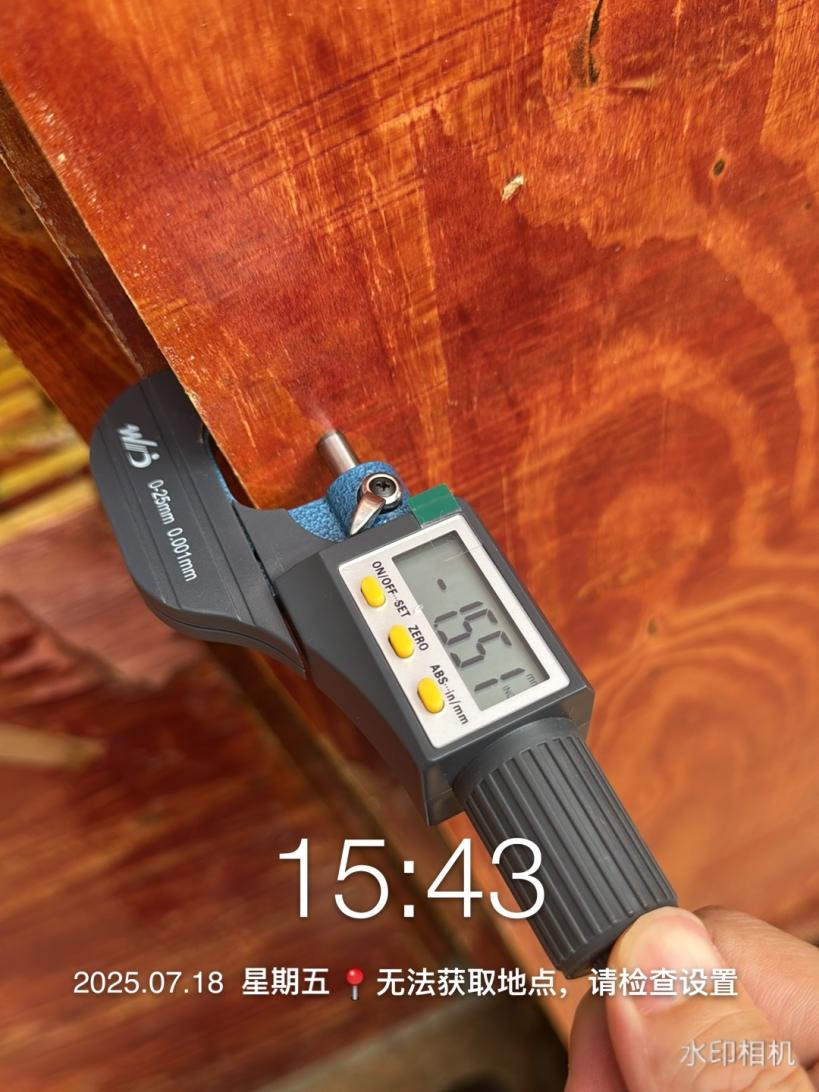 0-25mm 0.001mm
ON/OFF SET
ZERO
ABS in/mm
15:43
2025.07.18 星期五 📍 无法获取地点，请检查设置
水印相机